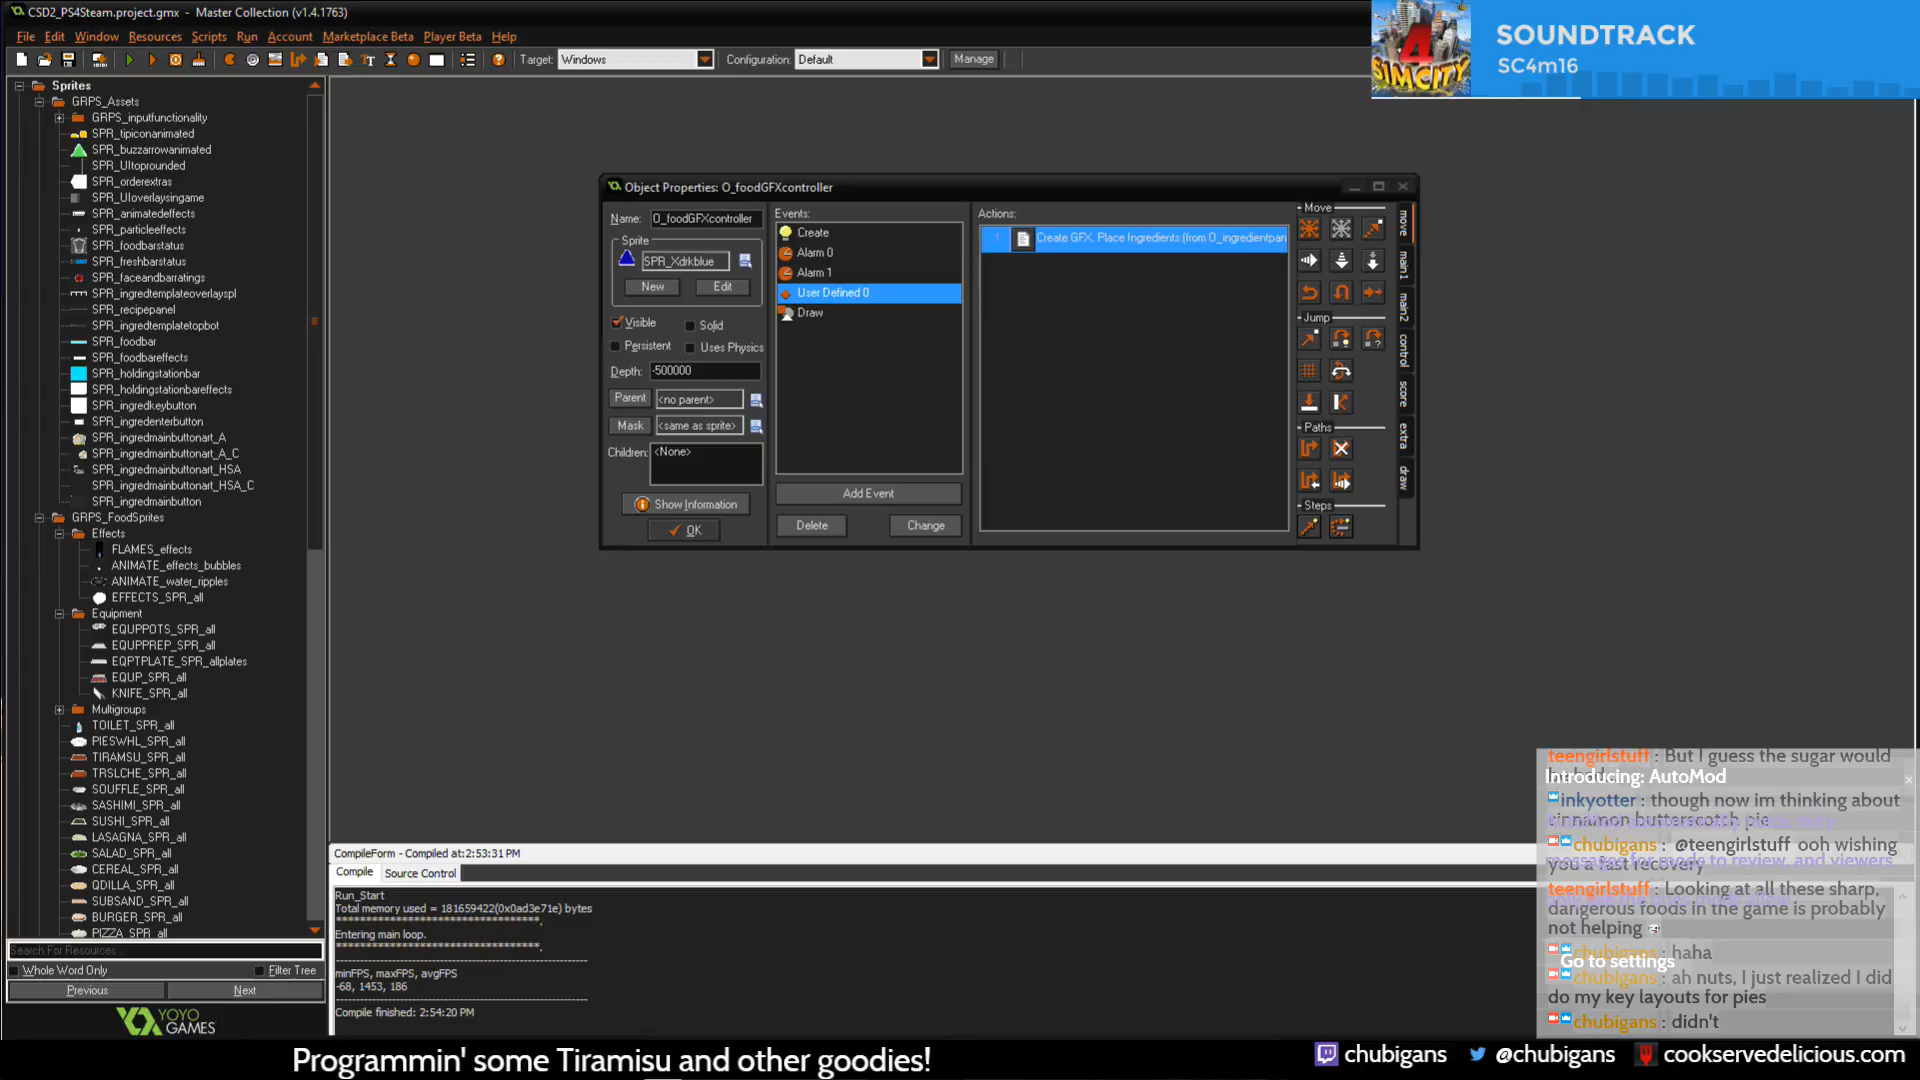 CSD2_PS4Steam.project.gmx - Master Collection (v1.4.1763)
File Edit Window Resources Scripts Run Account Marketplace Beta Player Beta Help
Target: Windows Configuration: Default Manage
SIMCITY 4
SOUNDTRACK
SC4m16
Sprites
GRPS_Assets
GRPS_inputfunctionality
SPR_tipiconanimated
SPR_buzzarrowanimated
SPR_UItoprounded
SPR_orderextras
SPR_UIoverlaysingame
SPR_animatedeffects
SPR_particleeffects
SPR_foodbarstatus
SPR_freshbarstatus
SPR_faceandbarratings
SPR_ingredtemplateoverlayspl
SPR_recipepanel
SPR_ingredtemplatetopbot
SPR_foodbar
SPR_foodbareffects
SPR_holdingstationbar
SPR_holdingstationbareffects
SPR_ingredkeybutton
SPR_ingredenterbutton
SPR_ingredmainbuttonart_A
SPR_ingredmainbuttonart_A_C
SPR_ingredmainbuttonart_HSA
SPR_ingredmainbuttonart_HSA_C
SPR_ingredmainbutton
GRPS_FoodSprites
Effects
FLAMES_effects
ANIMATE_effects_bubbles
ANIMATE_water_ripples
EFFECTS_SPR_all
Equipment
EQUPPOTS_SPR_all
EQUPPREP_SPR_all
EQPTPLATE_SPR_allplates
EQUP_SPR_all
KNIFE_SPR_all
Multigroups
TOILET_SPR_all
PIESWHL_SPR_all
TIRAMSU_SPR_all
TRSLCHE_SPR_all
SOUFFLE_SPR_all
SASHIMI_SPR_all
SUSHI_SPR_all
LASAGNA_SPR_all
SALAD_SPR_all
CEREAL_SPR_all
QDILLA_SPR_all
SUBSAND_SPR_all
BURGER_SPR_all
PIZZA_SPR_all
Search For Resources
Whole Word Only Filter Tree
Previous Next
YOYO GAMES
Object Properties: O_foodGFXcontroller
Name: O_foodGFXcontroller
Sprite
SPR_Xdrkblue
New Edit
Visible Solid
Persistent Uses Physics
Depth: -500000
Parent <no parent>
Mask <same as sprite>
Children: <None>
Show Information
OK
Events:
Create
Alarm 0
Alarm 1
User Defined 0
Draw
Add Event
Delete Change
Actions:
1 Create GFX, Place Ingredients (from O_ingredientpan
Move
Jump
Paths
Steps
move
main1
main2
control
score
extra
draw
CompileForm - Compiled at:2:53:31 PM
Compile Source Control
Run_Start
Total memory used = 181659422(0x0ad3e71e) bytes
Entering main loop.
minFPS, maxFPS, avgFPS
-68, 1453, 186
Compile finished: 2:54:20 PM
teengirlstuff : But I guess the sugar would
Introducing: AutoMod
inkyotter : though now im thinking about
cinnamon butterscotch pie
chubigans : @teengirlstuff ooh wishing
you a fast recovery
messages for mods to review, and viewers
teengirlstuff : Looking at all these sharp,
dangerous foods in the game is probably
not helping
chubigans : haha
Go to settings
chubigans : ah nuts, I just realized I did
do my key layouts for pies
chubigans : didn't
Programmin' some Tiramisu and other goodies!
chubigans @chubigans cookservedelicious.com